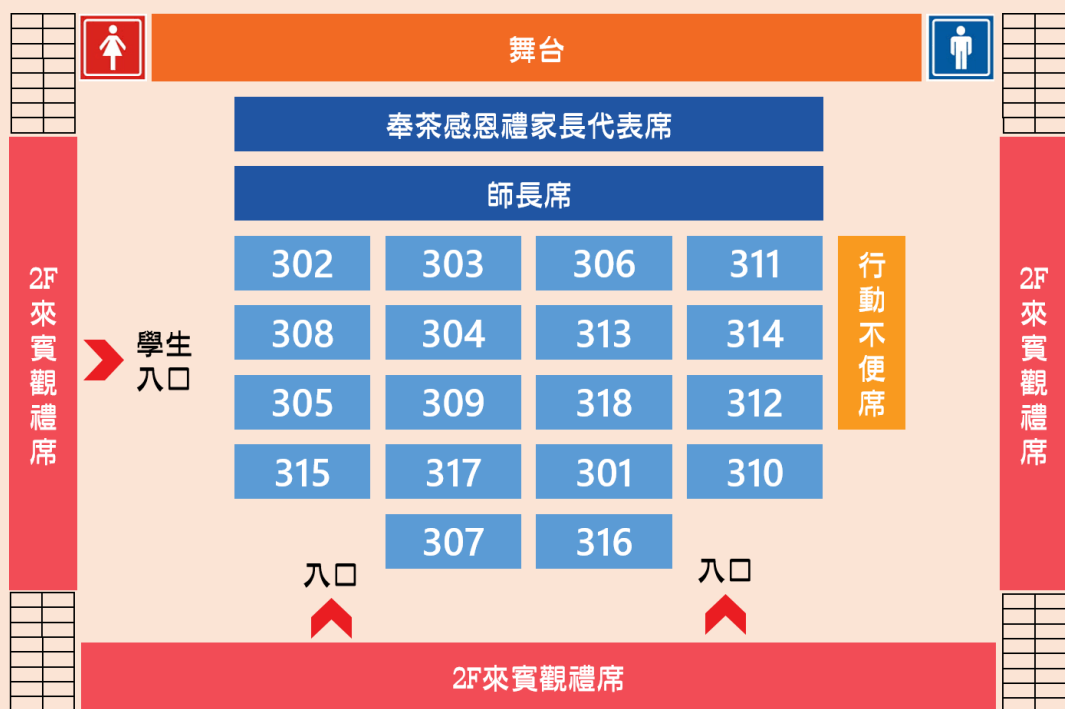 舞台
奉茶感恩禮家長代表席
師長席
302 303 306 311
308 304 313 314
305 309 318 312
315 317 301 310
307 316
行動不便席
2F來賓觀禮席
學生
入口
2F來賓觀禮席
入口
入口
2F來賓觀禮席